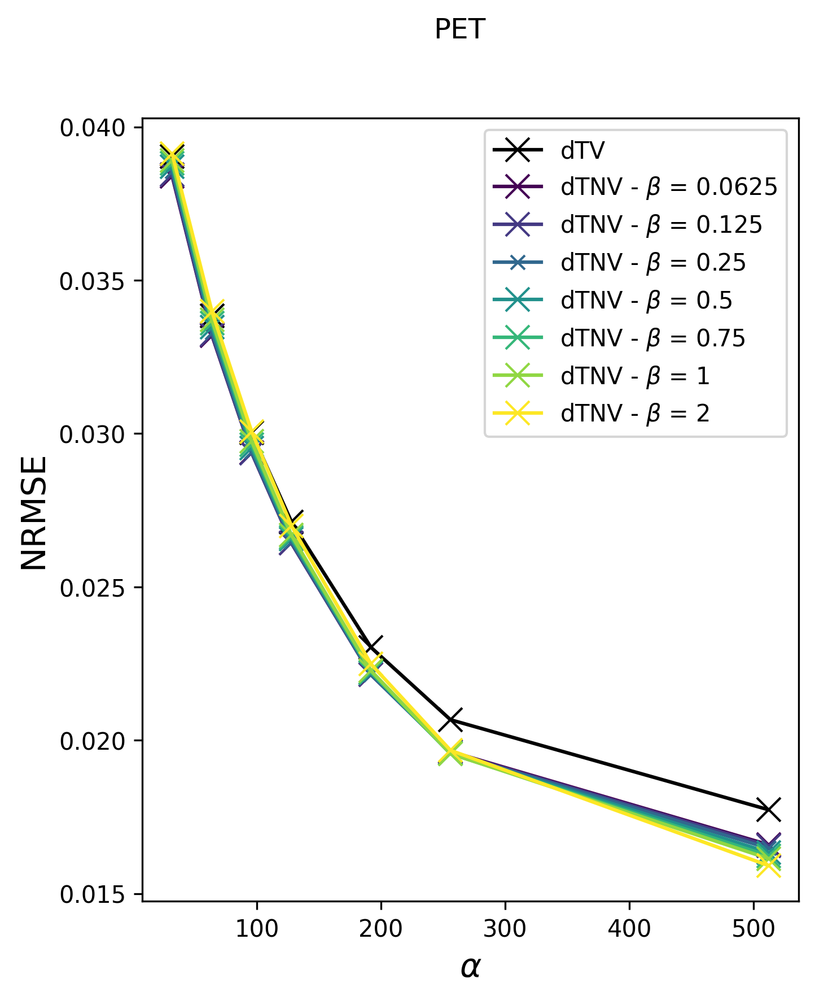 PET
0.040
0.035
0.030
0.025
0.020
0.015
NRMSE
100
200
300
400
500
α
dTV
dTNV - β = 0.0625
dTNV - β = 0.125
dTNV - β = 0.25
dTNV - β = 0.5
dTNV - β = 0.75
dTNV - β = 1
dTNV - β = 2